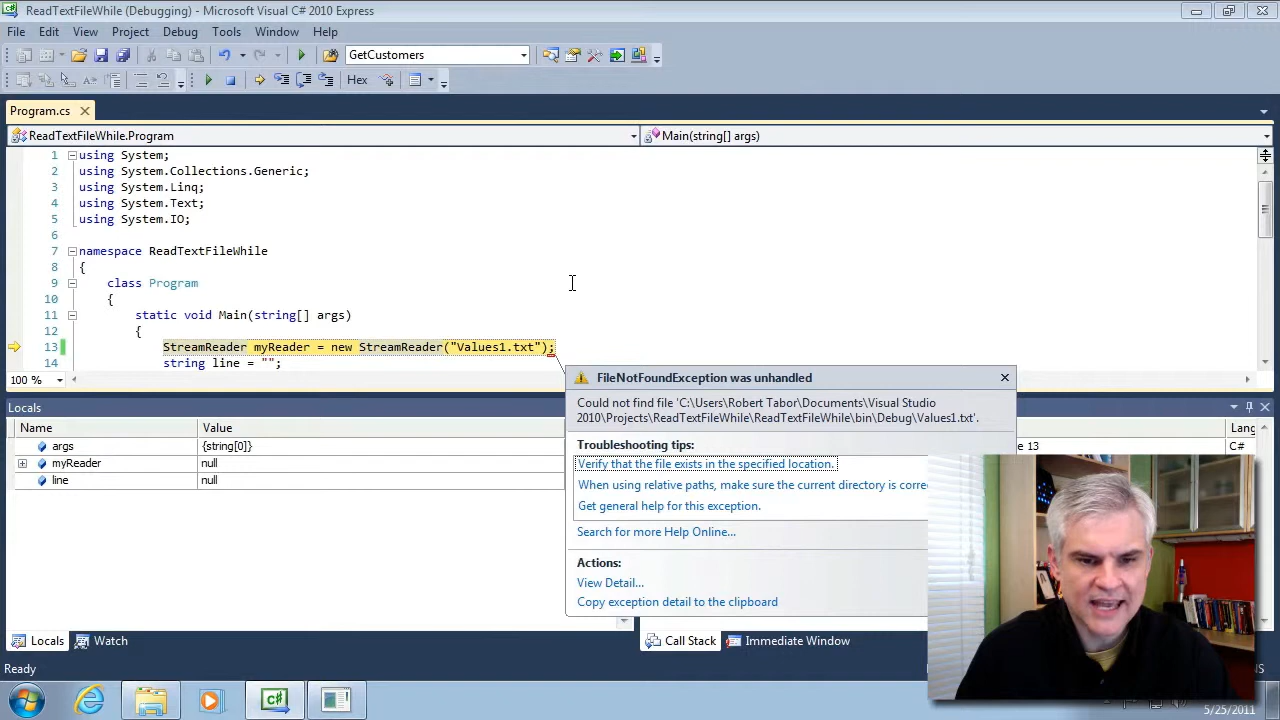 ReadTextFileWhile (Debugging) - Microsoft Visual C# 2010 Express
File Edit View Project Debug Tools Window Help
GetCustomers
Hex
Program.cs
ReadTextFileWhile.Program
Main(string[] args)
1 using System;
2 using System.Collections.Generic;
3 using System.Linq;
4 using System.Text;
5 using System.IO;
6
7 namespace ReadTextFileWhile
8 {
9 class Program
10 {
11 static void Main(string[] args)
12 {
13 StreamReader myReader = new StreamReader("Values1.txt");
14 string line = "";
100 %
FileNotFoundException was unhandled
Could not find file 'C:\Users\Robert Tabor\Documents\Visual Studio
2010\Projects\ReadTextFileWhile\ReadTextFileWhile\bin\Debug\Values1.txt'.
Troubleshooting tips:
Verify that the file exists in the specified location.
When using relative paths, make sure the current directory is corre
Get general help for this exception.
Search for more Help Online...
Actions:
View Detail...
Copy exception detail to the clipboard
Locals
Name Value
args {string[0]}
myReader null
line null
Lang
e 13 C#
Locals Watch
Call Stack Immediate Window
Ready
5/25/2011